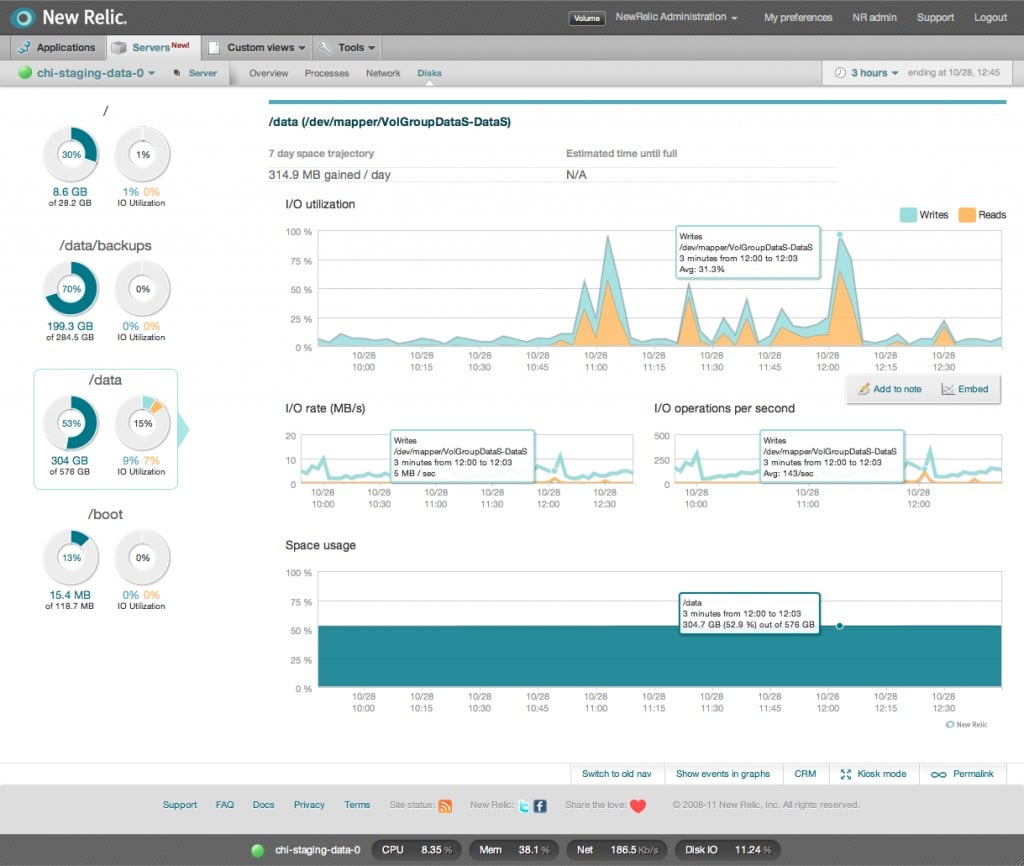 New Relic.
Volume
NewRelic Administration
My preferences
NR admin
Support
Logout
Applications
Servers New!
Custom views
Tools
chi-staging-data-0
Server
Overview
Processes
Network
Disks
3 hours
ending at 10/28, 12:45
/
30%
1%
8.6 GB
of 28.2 GB
1% 0%
IO Utilization
/data/backups
70%
0%
199.3 GB
of 284.5 GB
0% 0%
IO Utilization
/data
53%
15%
304 GB
of 576 GB
9% 7%
IO Utilization
/boot
13%
0%
15.4 MB
of 118.7 MB
0% 0%
IO Utilization
/data (/dev/mapper/VolGroupDataS-DataS)
7 day space trajectory
Estimated time until full
314.9 MB gained / day
N/A
I/O utilization
Writes
Reads
100 %
75 %
50 %
25 %
0 %
Writes
/dev/mapper/VolGroupDataS-DataS
3 minutes from 12:00 to 12:03
Avg: 31.3%
10/28 10/28 10/28 10/28 10/28 10/28 10/28 10/28 10/28 10/28 10/28
10:00 10:15 10:30 10:45 11:00 11:15 11:30 11:45 12:00 12:15 12:30
Add to note
Embed
I/O rate (MB/s)
20
10
0
Writes
/dev/mapper/VolGroupDataS-DataS
3 minutes from 12:00 to 12:03
5 MB / sec
10/28 10/28 10/28 10/28 10/28 10/28
10:00 10:30 11:00 11:30 12:00 12:30
I/O operations per second
500
250
0
Writes
/dev/mapper/VolGroupDataS-DataS
3 minutes from 12:00 to 12:03
Avg: 143/sec
10/28 10/28 10/28
10:00 11:00 12:00
Space usage
100 %
75 %
50 %
25 %
0 %
/data
3 minutes from 12:00 to 12:03
304.7 GB (52.9 %) out of 576 GB
10/28 10/28 10/28 10/28 10/28 10/28 10/28 10/28 10/28 10/28 10/28
10:00 10:15 10:30 10:45 11:00 11:15 11:30 11:45 12:00 12:15 12:30
New Relic
Switch to old nav
Show events in graphs
CRM
Kiosk mode
Permalink
Support
FAQ
Docs
Privacy
Terms
Site status:
New Relic:
Share the love:
© 2008-11 New Relic, Inc. All rights reserved.
chi-staging-data-0
CPU 8.35 %
Mem 38.1 %
Net 186.5 Kb/s
Disk IO 11.24 %